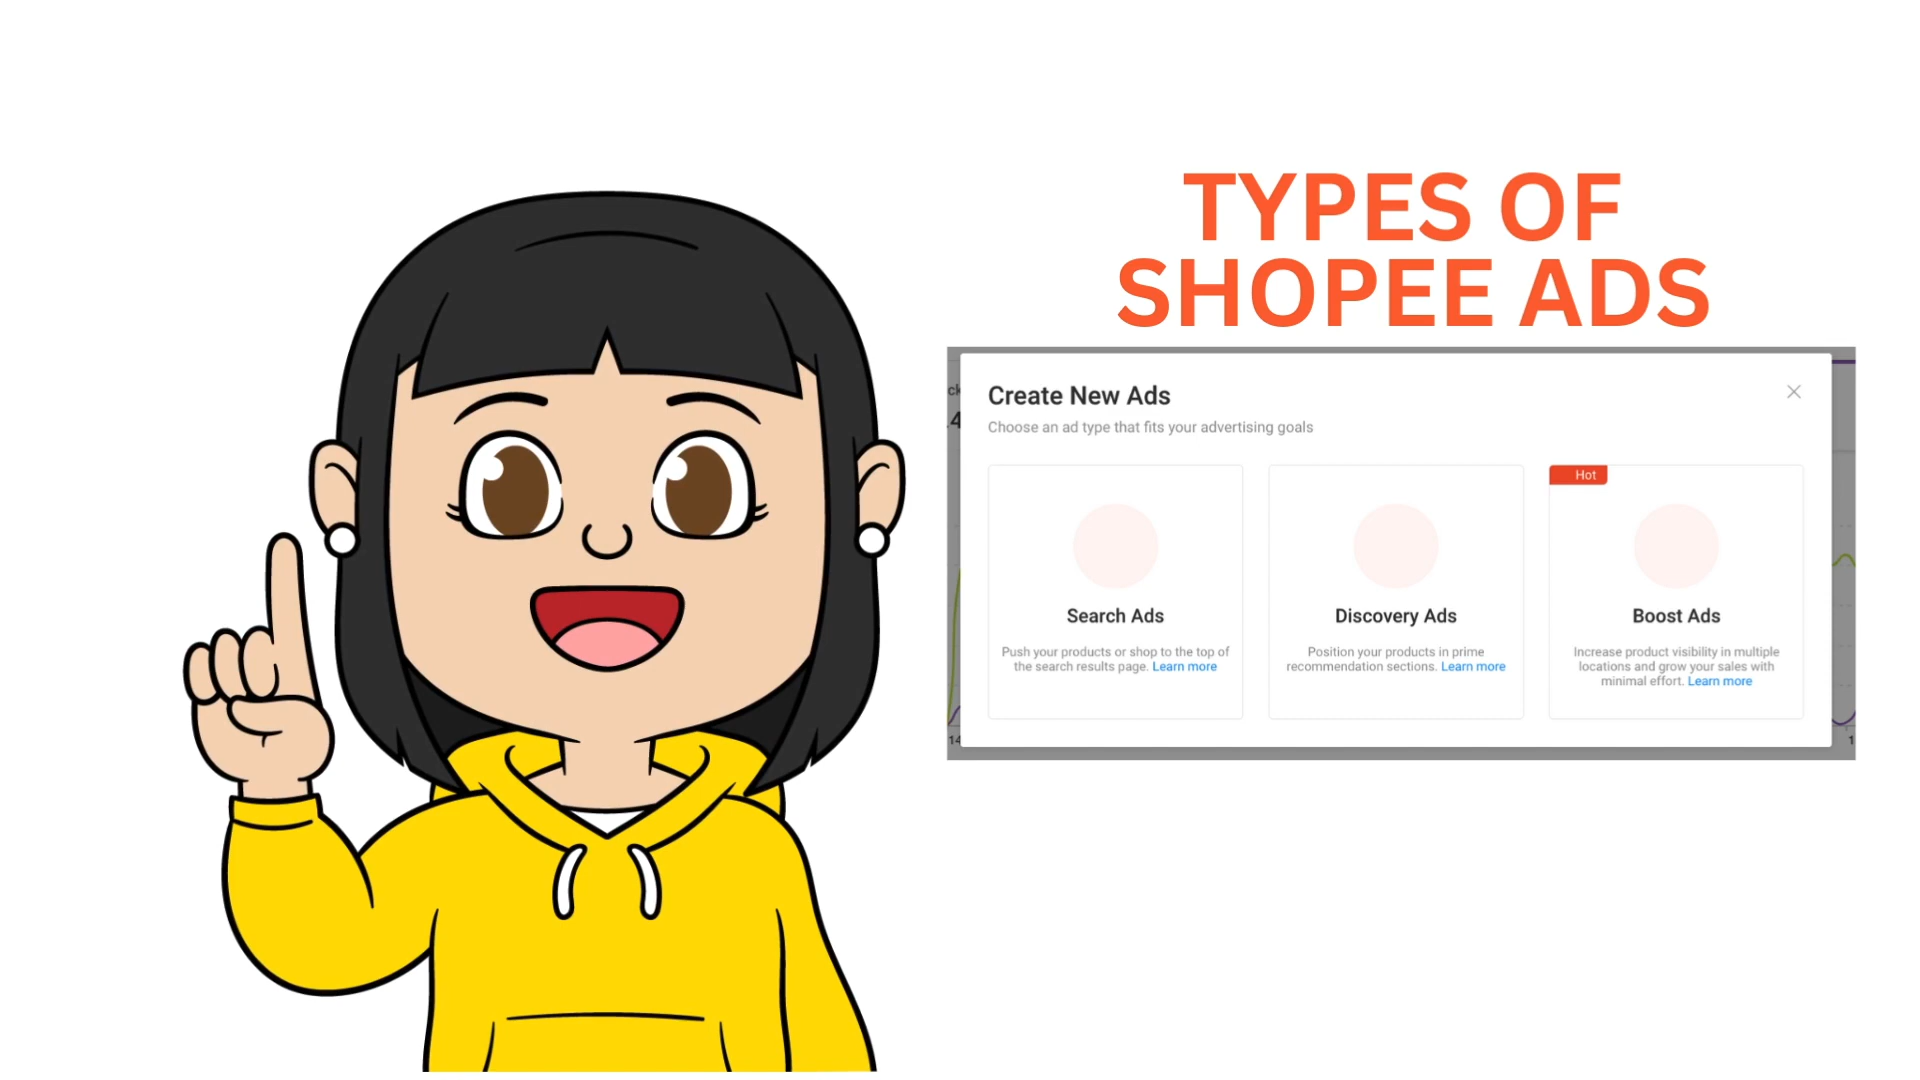 TYPES OF
SHOPEE ADS
Create New Ads
Choose an ad type that fits your advertising goals
Hot
Search Ads
Push your products or shop to the top of
the search results page. Learn more
Discovery Ads
Position your products in prime
recommendation sections. Learn more
Boost Ads
Increase product visibility in multiple
locations and grow your sales with
minimal effort. Learn more
14
1